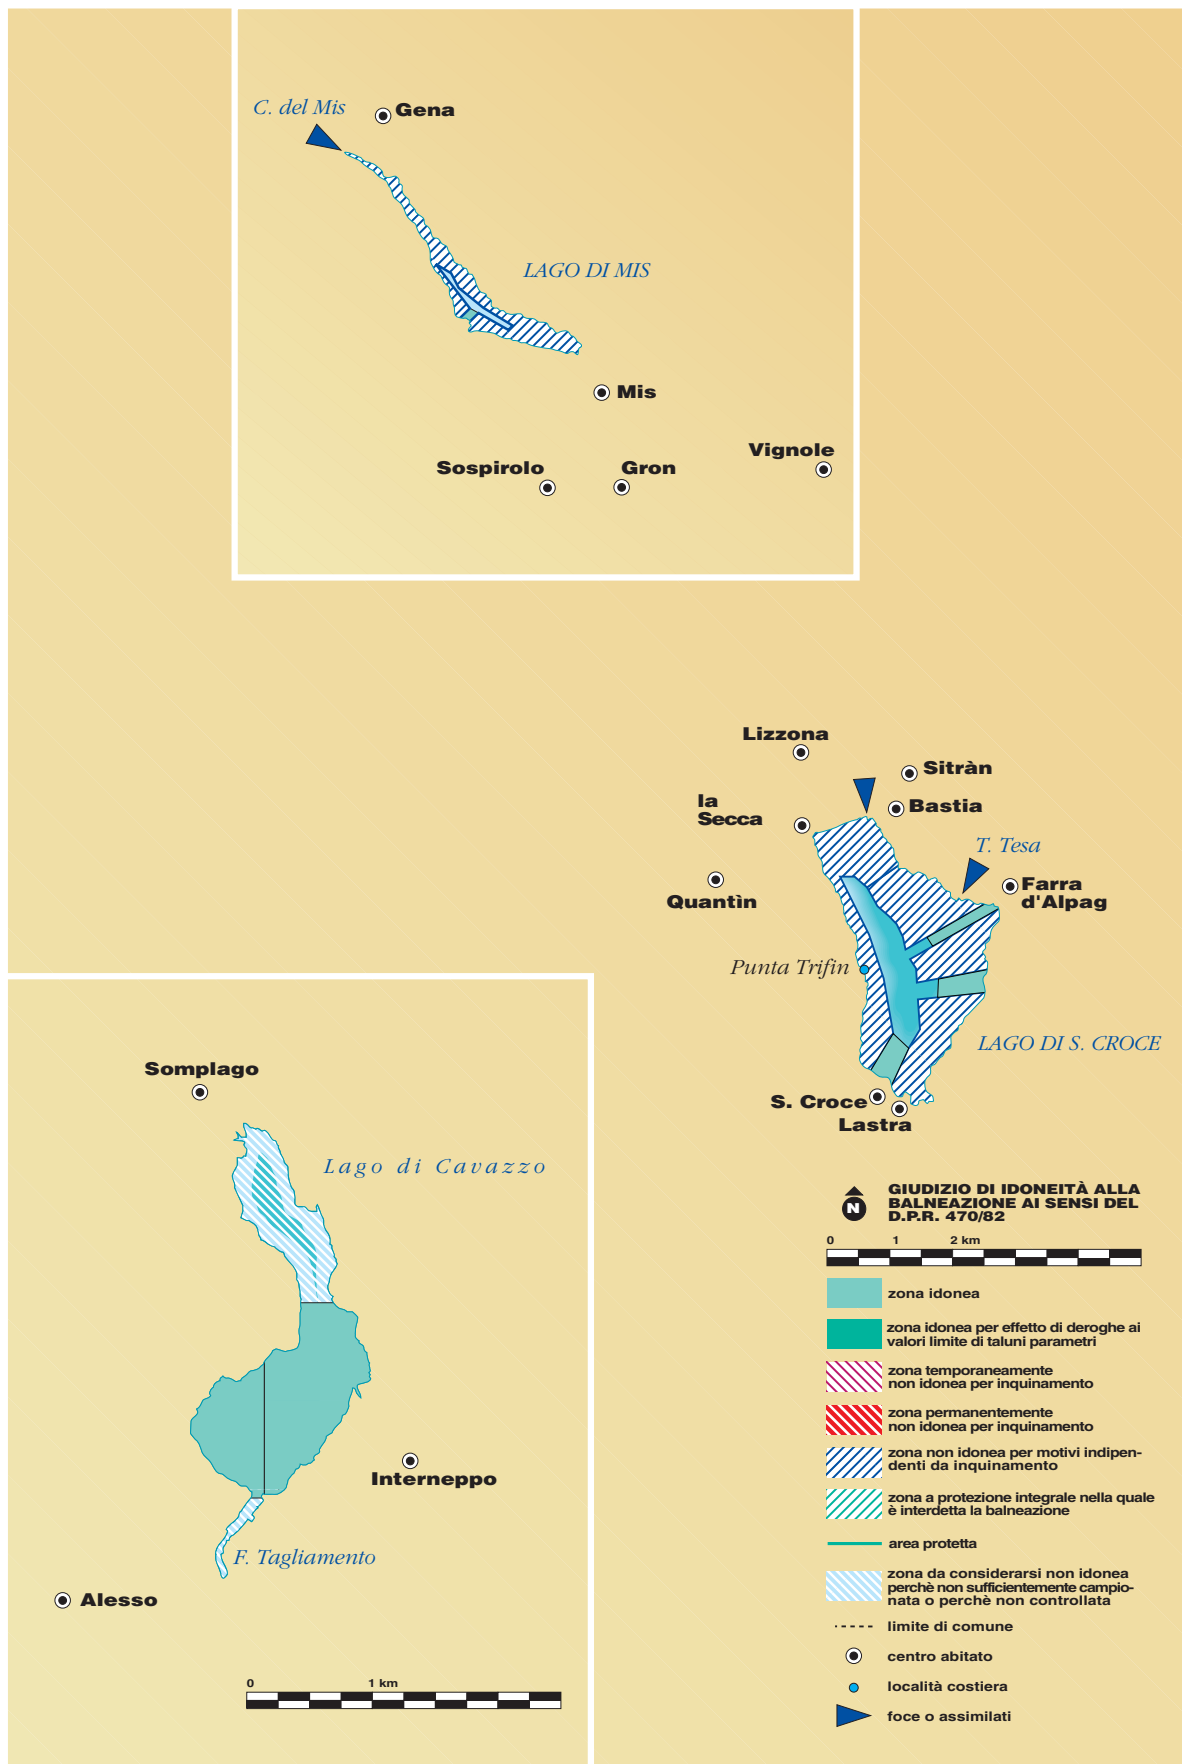 C. del Mis
Gena
LAGO DI MIS
Mis
Vignole
Sospirolo
Gron
Lizzona
Sitràn
la
Secca
Bastia
T. Tesa
Quantìn
Farra
d'Alpag
Punta Trifin
LAGO DI S. CROCE
S. Croce
Lastra
Somplago
Lago di Cavazzo
Interneppo
F. Tagliamento
Alesso
0 1 km
N
GIUDIZIO DI IDONEITÀ ALLA
BALNEAZIONE AI SENSI DEL
D.P.R. 470/82
0 1 2 km
zona idonea
zona idonea per effetto di deroghe ai
valori limite di taluni parametri
zona temporaneamente
non idonea per inquinamento
zona permanentemente
non idonea per inquinamento
zona non idonea per motivi indipen-
denti da inquinamento
zona a protezione integrale nella quale
è interdetta la balneazione
area protetta
zona da considerarsi non idonea
perchè non sufficientemente campio-
nata o perchè non controllata
limite di comune
centro abitato
località costiera
foce o assimilati